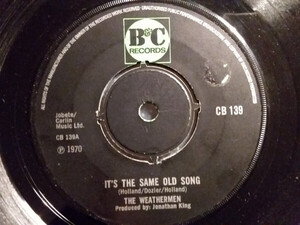 B&C
RECORDS
CB 139
Jobete/
Carlin
Music Ltd.
CB 139A
℗ 1970
IT'S THE SAME OLD SONG
(Holland/Dozier/Holland)
THE WEATHERMEN
Produced by: Jonathan King